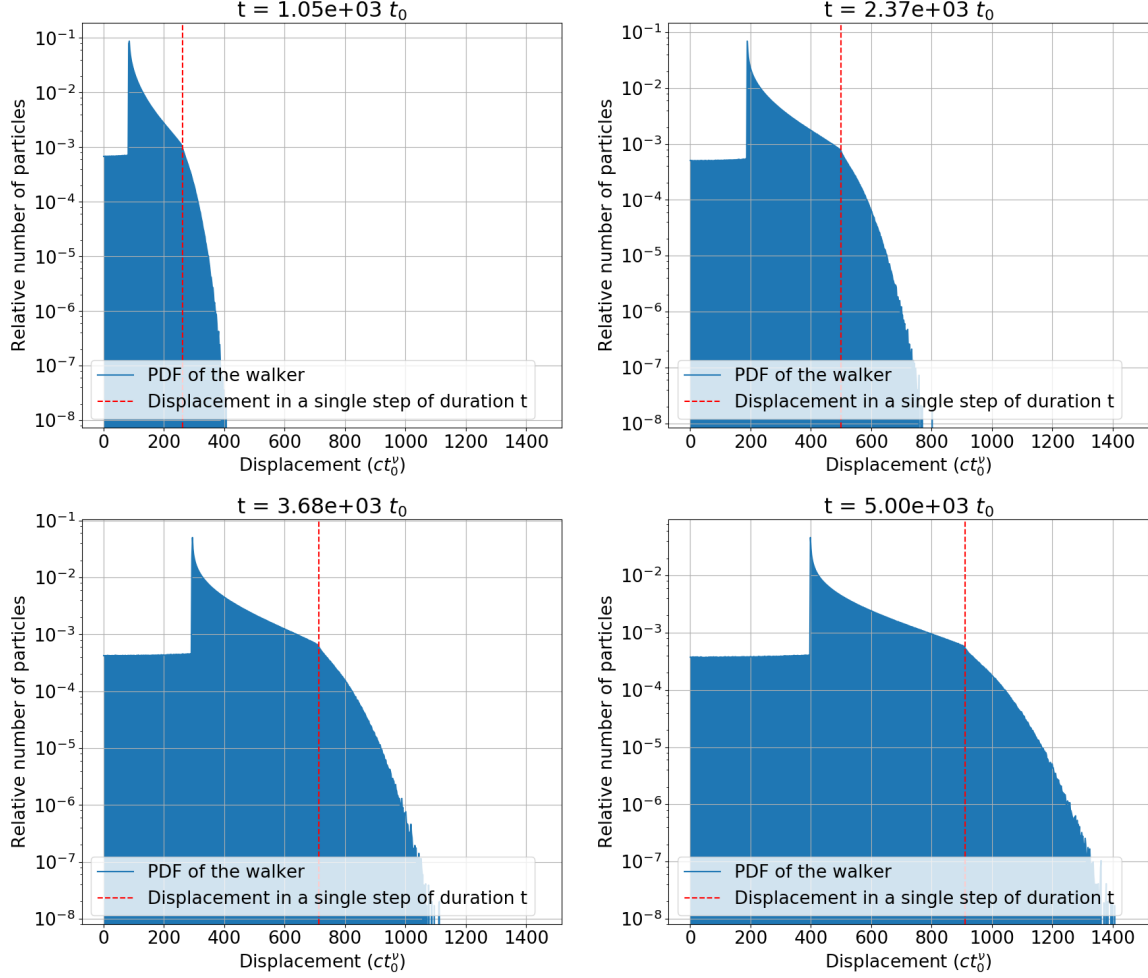 t = 1.05e+03 t₀
10⁻¹
10⁻²
10⁻³
10⁻⁴
10⁻⁵
10⁻⁶
10⁻⁷
10⁻⁸
Relative number of particles
PDF of the walker
Displacement in a single step of duration t
0 200 400 600 800 1000 1200 1400
Displacement (ct₀^ν)
t = 2.37e+03 t₀
10⁻¹
10⁻²
10⁻³
10⁻⁴
10⁻⁵
10⁻⁶
10⁻⁷
10⁻⁸
Relative number of particles
PDF of the walker
Displacement in a single step of duration t
0 200 400 600 800 1000 1200 1400
Displacement (ct₀^ν)
t = 3.68e+03 t₀
10⁻¹
10⁻²
10⁻³
10⁻⁴
10⁻⁵
10⁻⁶
10⁻⁷
10⁻⁸
Relative number of particles
PDF of the walker
Displacement in a single step of duration t
0 200 400 600 800 1000 1200 1400
Displacement (ct₀^ν)
t = 5.00e+03 t₀
10⁻²
10⁻³
10⁻⁴
10⁻⁵
10⁻⁶
10⁻⁷
10⁻⁸
Relative number of particles
PDF of the walker
Displacement in a single step of duration t
0 200 400 600 800 1000 1200 1400
Displacement (ct₀^ν)